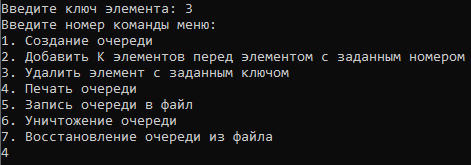 Введите ключ элемента: 3
Введите номер команды меню:
1. Создание очереди
2. Добавить К элементов перед элементом с заданным номером
3. Удалить элемент с заданным ключом
4. Печать очереди
5. Запись очереди в файл
6. Уничтожение очереди
7. Восстановление очереди из файла
4